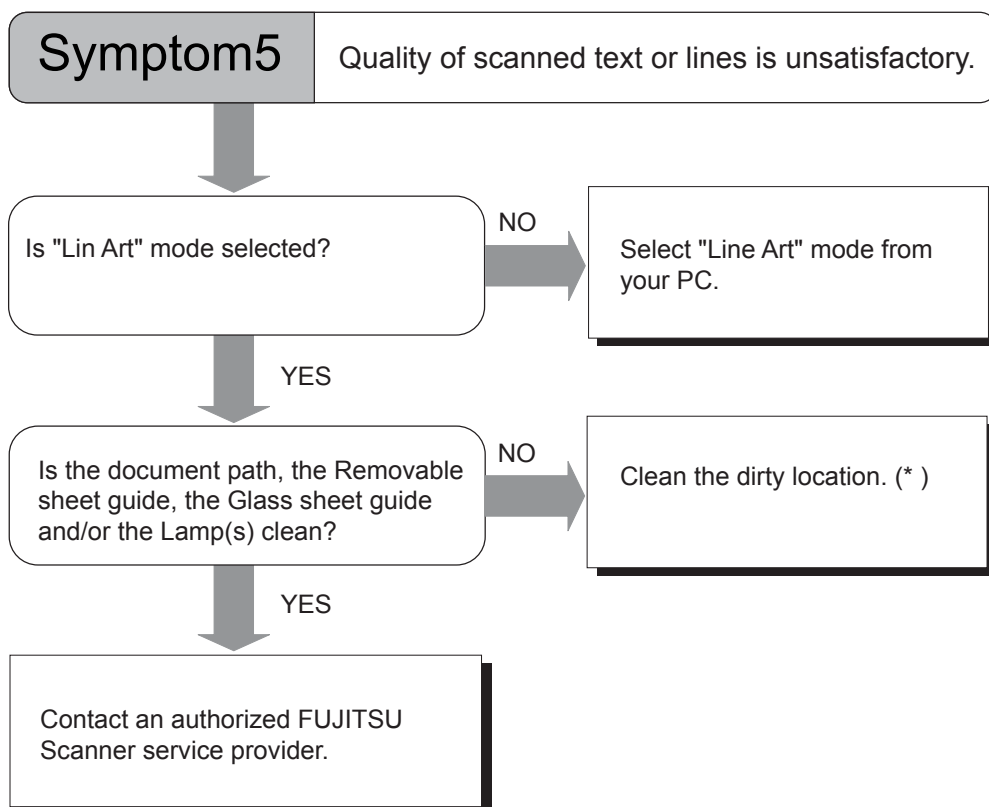 Symptom5
Quality of scanned text or lines is unsatisfactory.
Is "Lin Art" mode selected?
NO
Select "Line Art" mode from
your PC.
YES
Is the document path, the Removable
sheet guide, the Glass sheet guide
and/or the Lamp(s) clean?
NO
Clean the dirty location. (* )
YES
Contact an authorized FUJITSU
Scanner service provider.